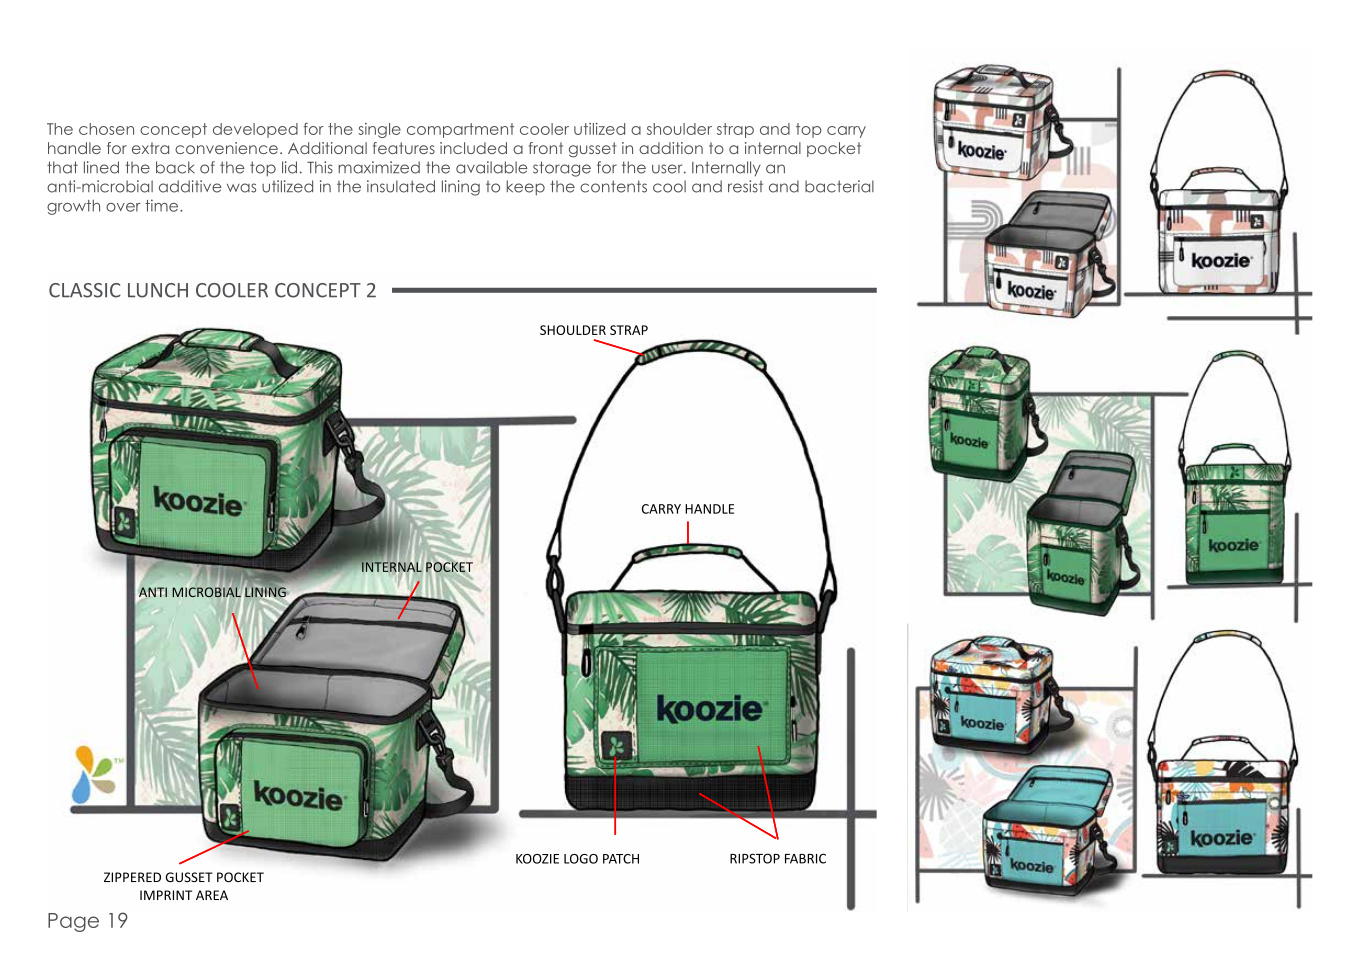 The chosen concept developed for the single compartment cooler utilized a shoulder strap and top carry
handle for extra convenience. Additional features included a front gusset in addition to a internal pocket
that lined the back of the top lid. This maximized the available storage for the user. Internally an
anti-microbial additive was utilized in the insulated lining to keep the contents cool and resist and bacterial
growth over time.
CLASSIC LUNCH COOLER CONCEPT 2
SHOULDER STRAP
koozie
CARRY HANDLE
INTERNAL POCKET
ANTI MICROBIAL LINING
koozie
koozie
TM
KOOZIE LOGO PATCH
RIPSTOP FABRIC
ZIPPERED GUSSET POCKET
IMPRINT AREA
Page 19
koozie
koozie
koozie
koozie
koozie
koozie
koozie
koozie
koozie